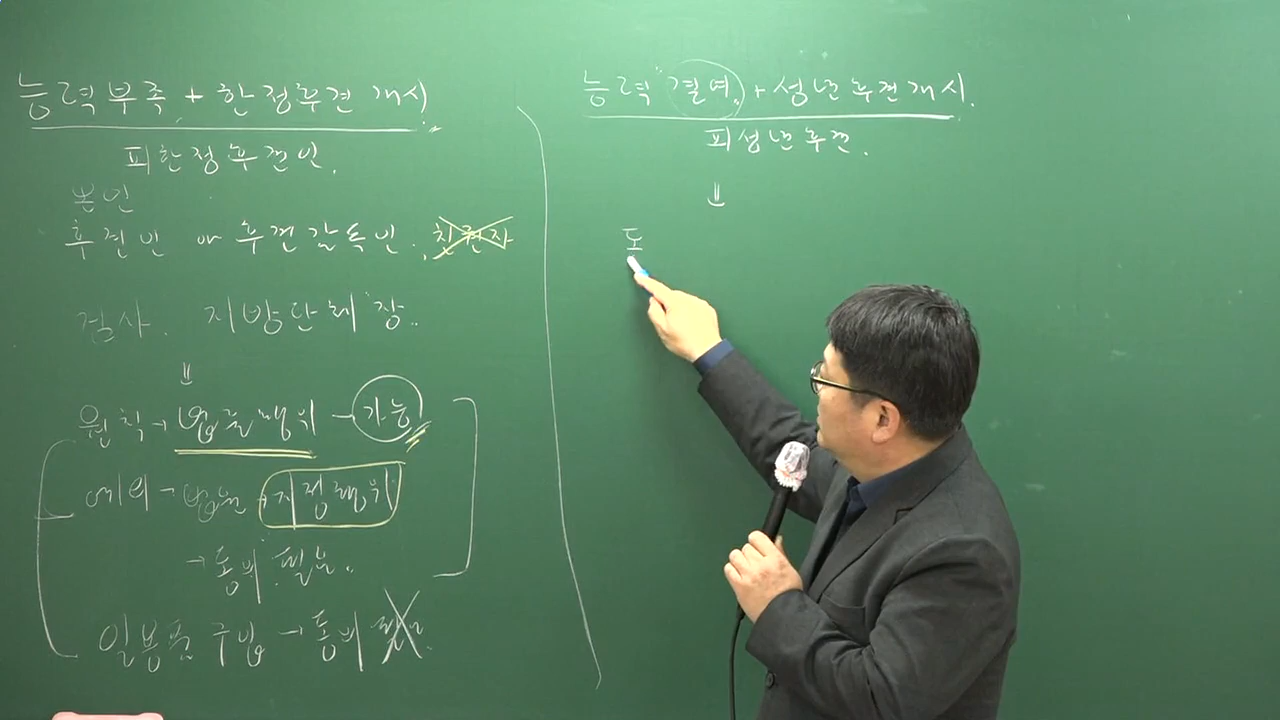 능력부족 + 한정후견 개시.
피한정후견인.
본인
후견인 or 후견감독인. 친권자
검사. 지방단체 장.
⇓
원칙 → 법률행위 - 가능
예외 → 법원 지정행위
→ 동의 필요.
일용품 구입 → 동의 필요.
능력 "결여. + 성년후견개시.
피성년후견.
⇓
도